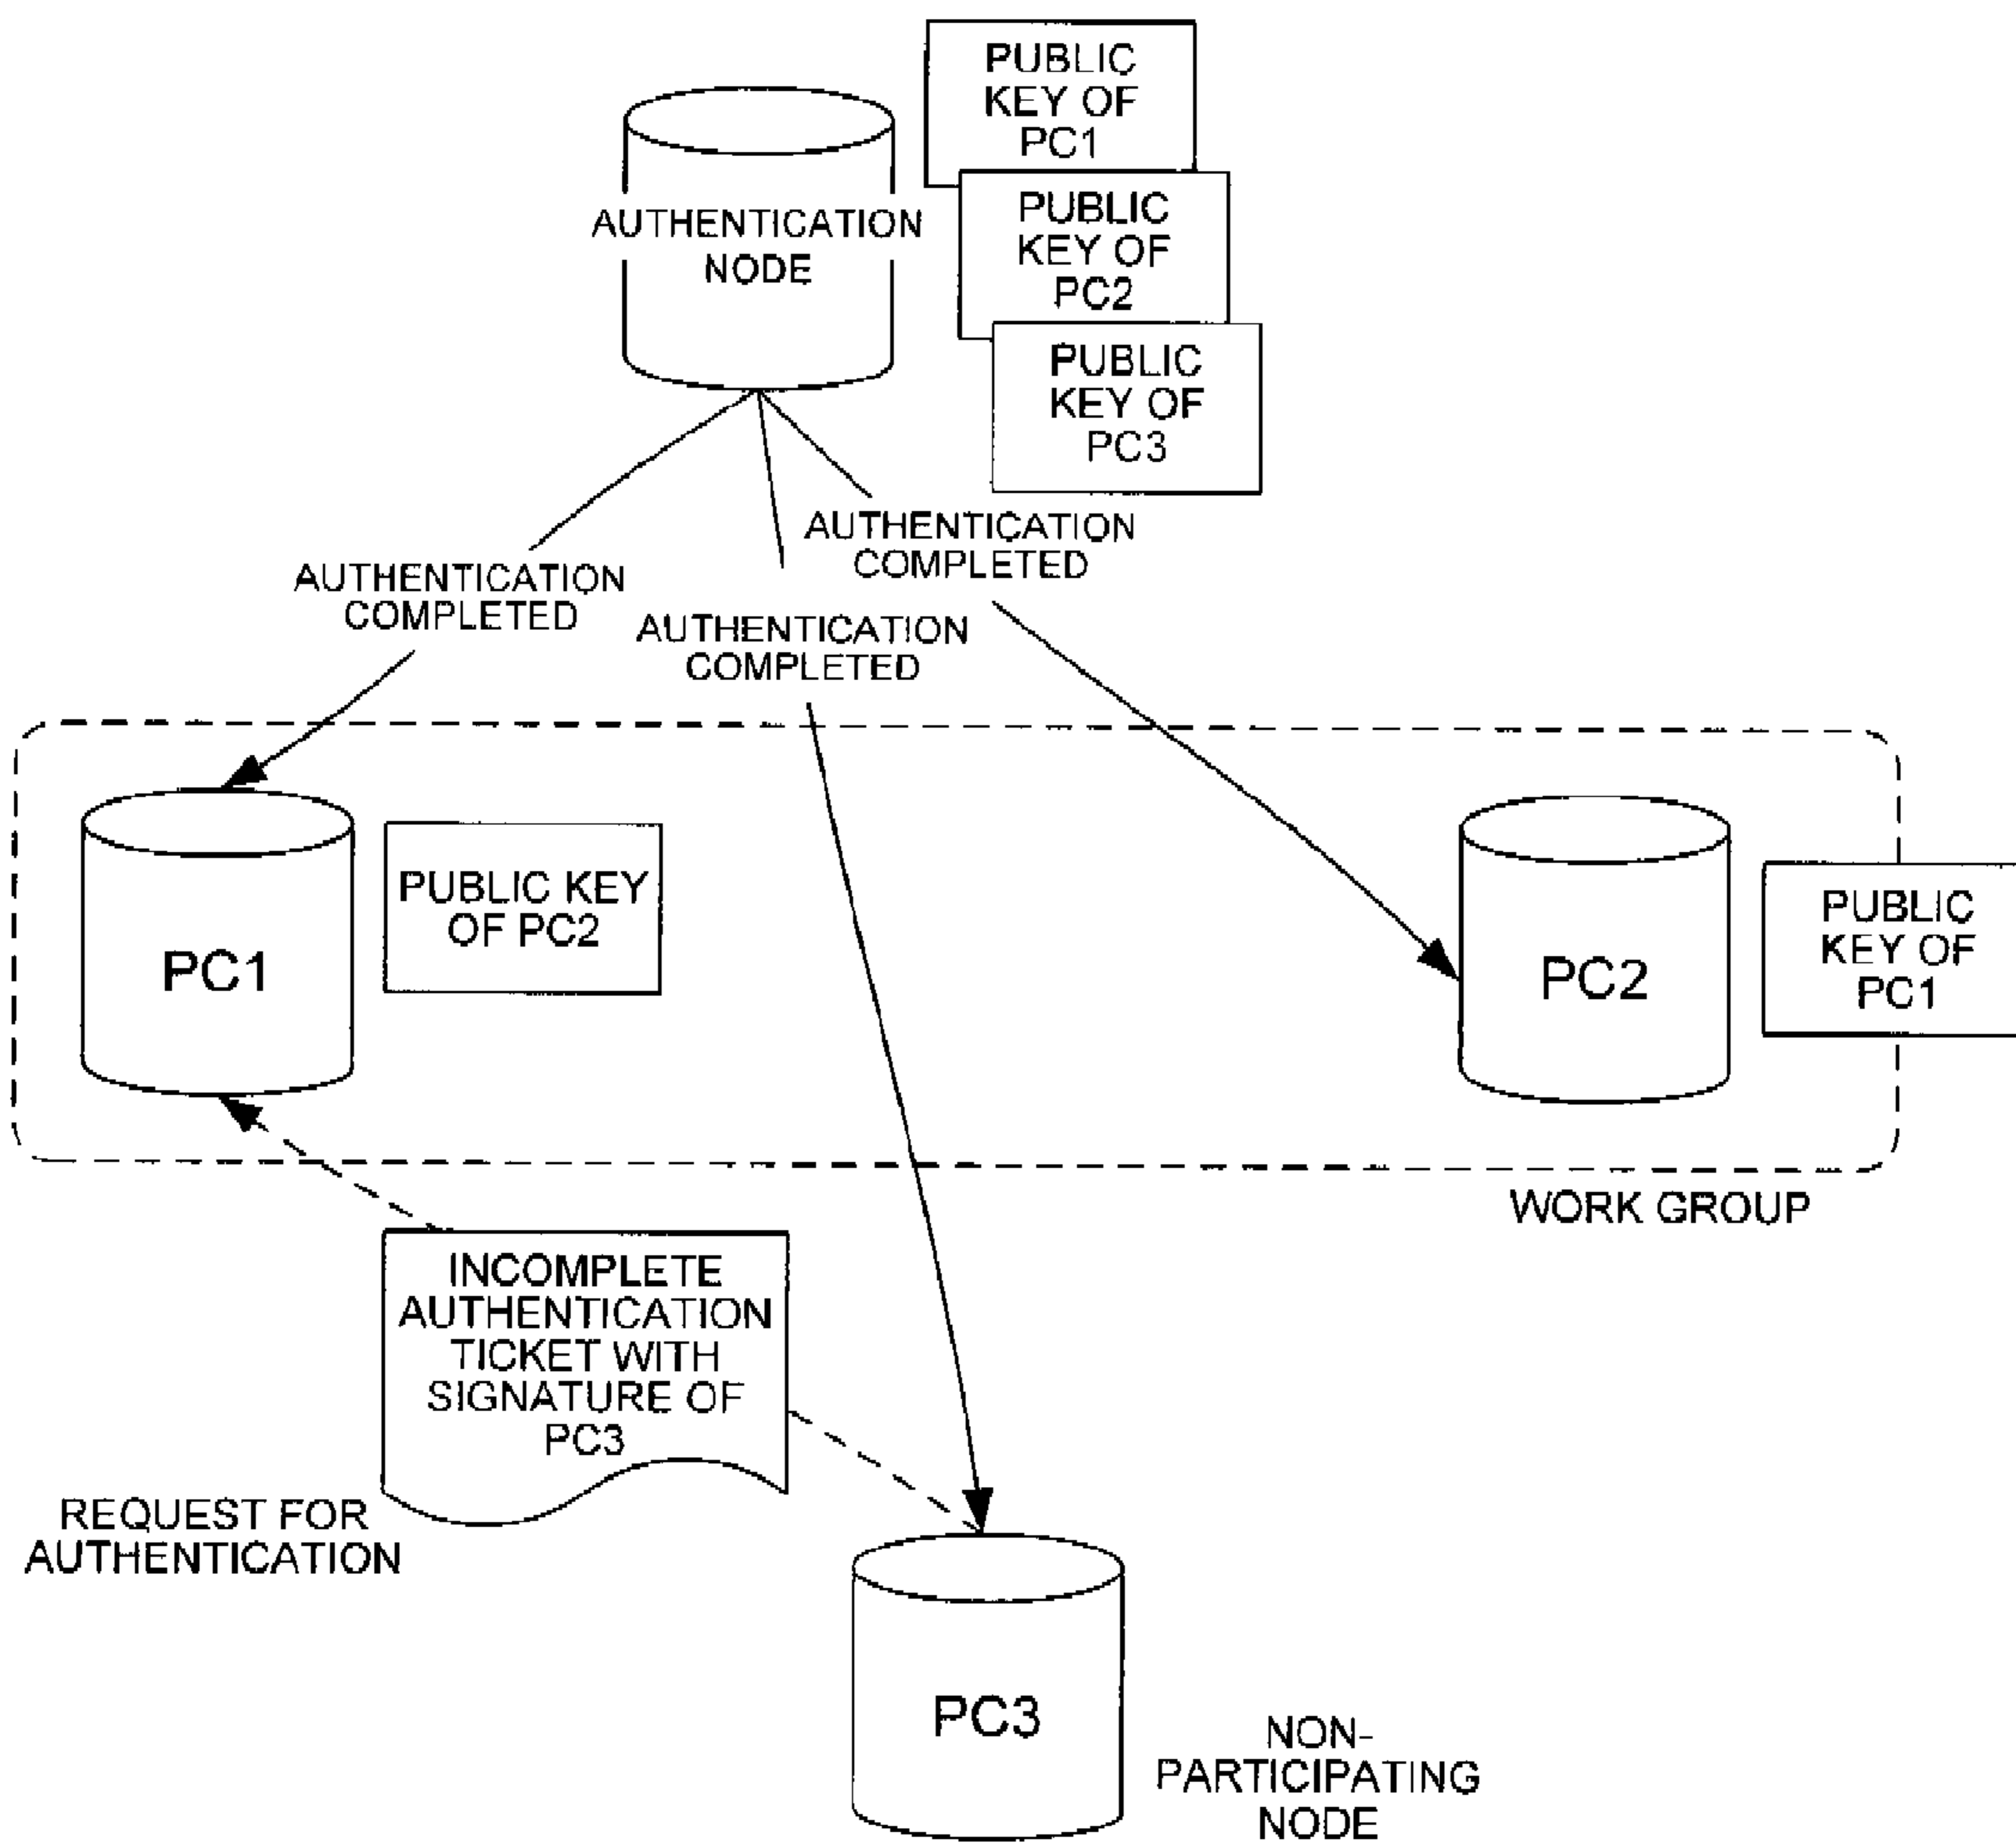 PUBLIC
KEY OF
PC1
AUTHENTICATION
NODE
PUBLIC
KEY OF
PC2
PUBLIC
KEY OF
PC3
AUTHENTICATION
COMPLETED
AUTHENTICATION
COMPLETED
AUTHENTICATION
COMPLETED
PC1
PUBLIC KEY
OF PC2
PC2
PUBLIC
KEY OF
PC1
WORK GROUP
INCOMPLETE
AUTHENTICATION
TICKET WITH
SIGNATURE OF
PC3
REQUEST FOR
AUTHENTICATION
PC3
NON-
PARTICIPATING
NODE